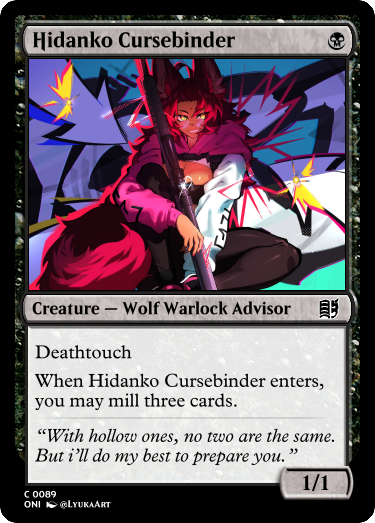 Hidanko Cursebinder
Creature — Wolf Warlock Advisor
Deathtouch
When Hidanko Cursebinder enters,
you may mill three cards.
“With hollow ones, no two are the same.
But i’ll do my best to prepare you.”
1/1
C 0089
ONI @LyukaArt